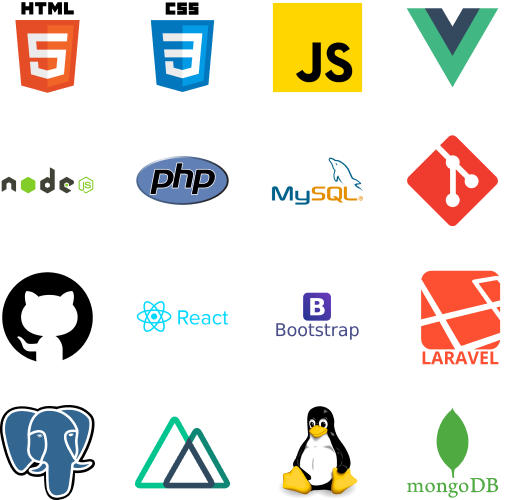 HTML
5
CSS
3
JS
node
JS
php
MySQL®
React
B
Bootstrap
LARAVEL
mongoDB